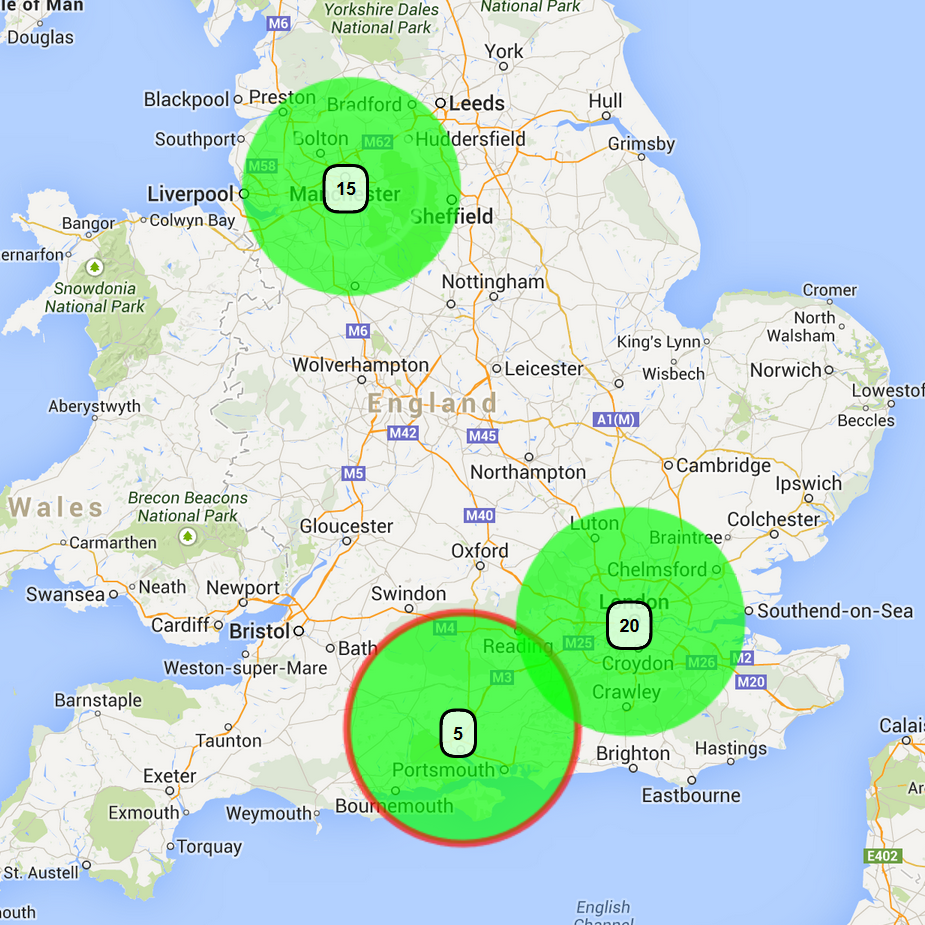 le of Man
Douglas
M6
Yorkshire Dales
National Park
National Park
York
Blackpool
Preston
Bradford
Leeds
Hull
Southport
Bolton
M62
Huddersfield
Grimsby
M58
Liverpool
Manchester
15
Sheffield
Bangor
Colwyn Bay
ernarfon
Snowdonia
National Park
Nottingham
Cromer
North
Walsham
M6
King's Lynn
Wolverhampton
Leicester
Wisbech
Norwich
Lowestof
Aberystwyth
England
Beccles
M42
M45
A1(M)
M5
Northampton
Cambridge
Ipswich
Wales
Brecon Beacons
National Park
M40
Gloucester
Luton
Colchester
Braintree
Carmarthen
Oxford
Chelmsford
Swansea
Neath
Newport
Swindon
London
Southend-on-Sea
Cardiff
Bristol
M4
20
Bath
Reading
M25
Weston-super-Mare
Croydon
M26
M2
M3
M20
Barnstaple
Crawley
Taunton
5
Brighton
Hastings
Calai
Exeter
Portsmouth
Eastbourne
Exmouth
Weymouth
Bournemouth
Ar
Torquay
E402
St. Austell
outh
English
Channel